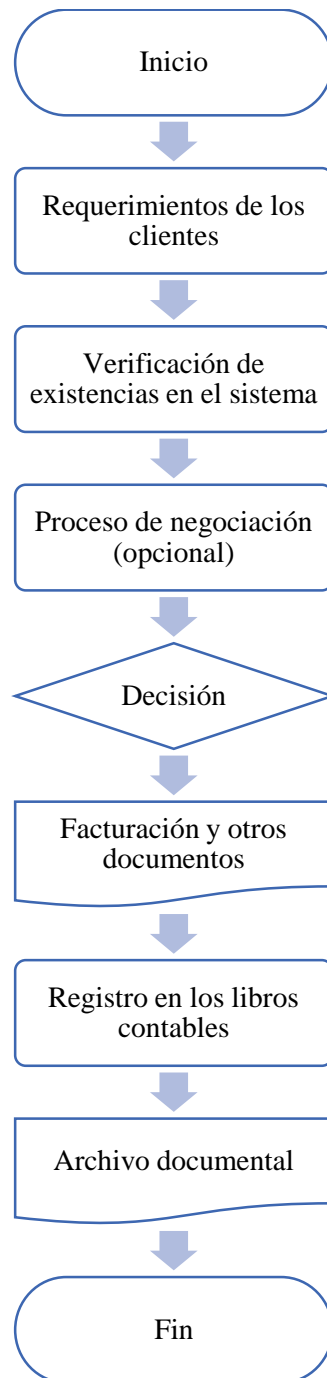 Inicio
Requerimientos de los
clientes
Verificación de
existencias en el sistema
Proceso de negociación
(opcional)
Decisión
Facturación y otros
documentos
Registro en los libros
contables
Archivo documental
Fin